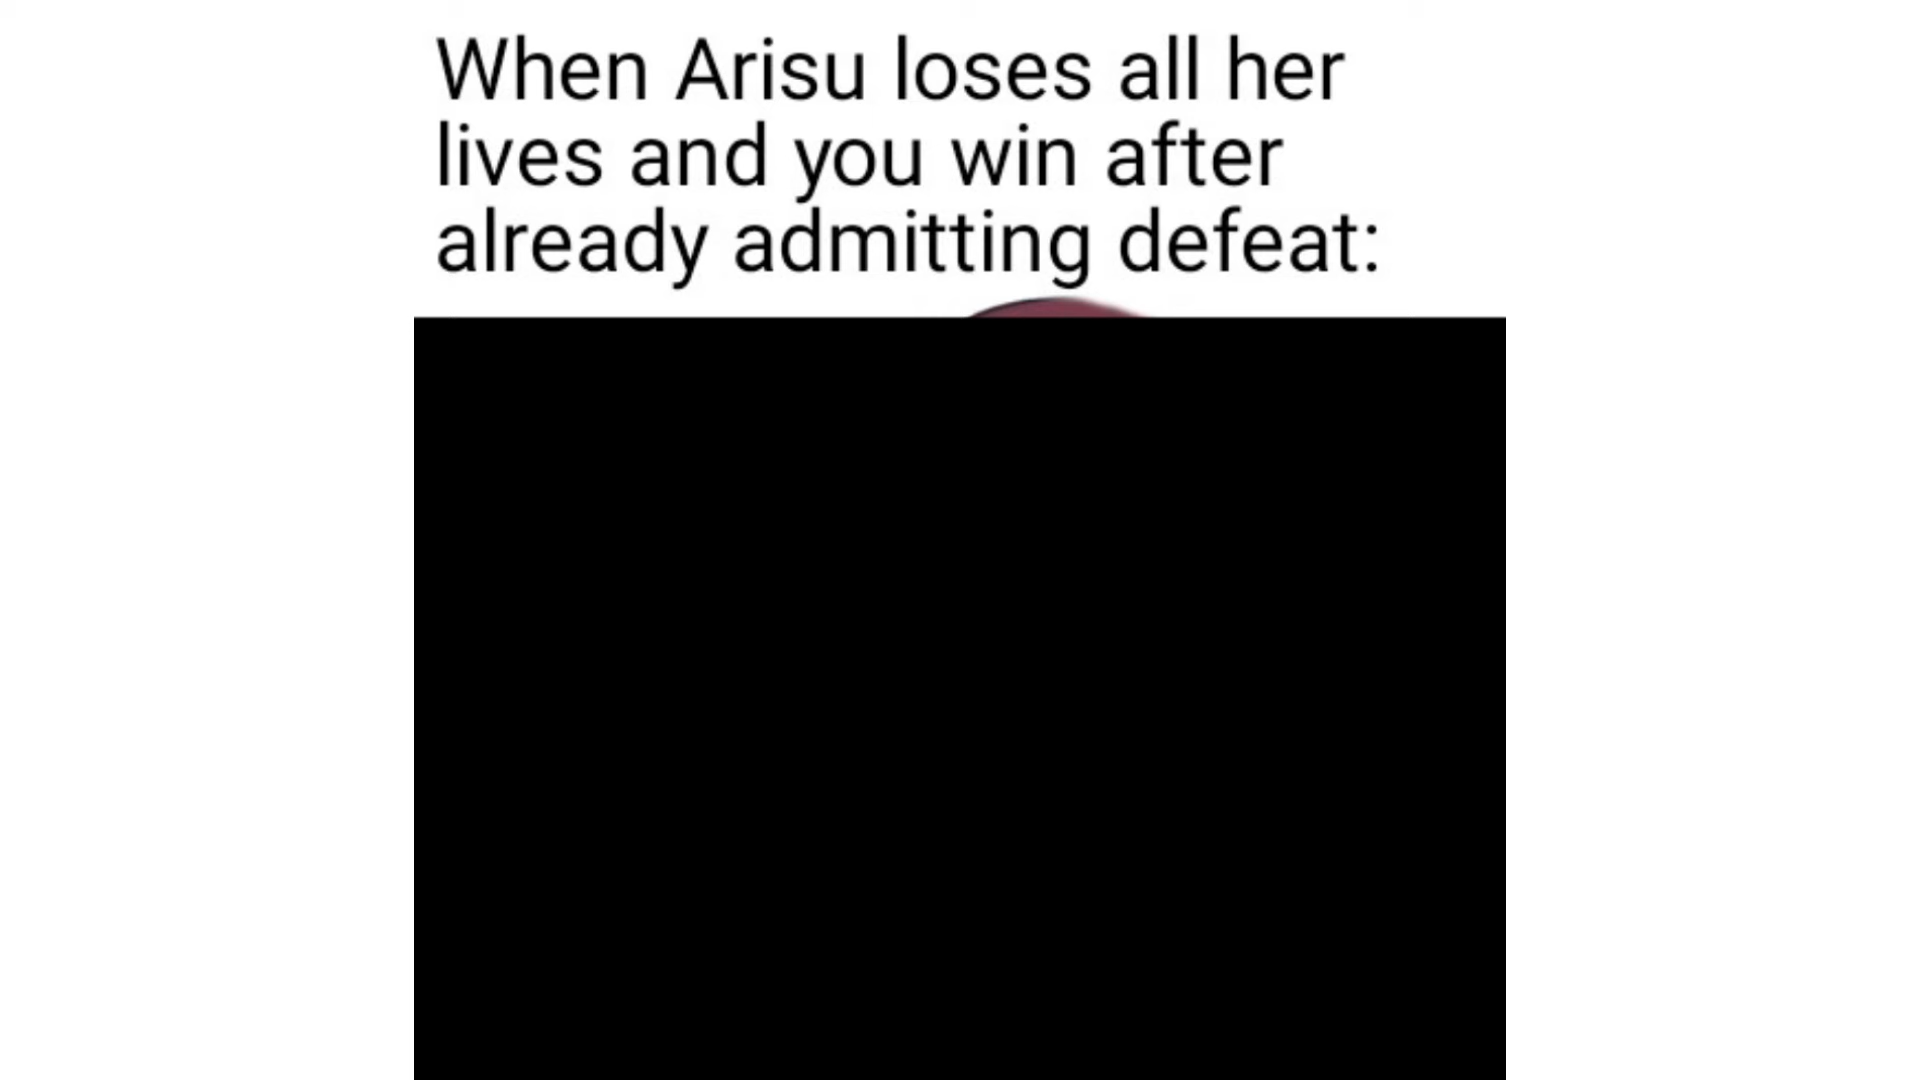 When Arisu loses all her
lives and you win after
already admitting defeat: